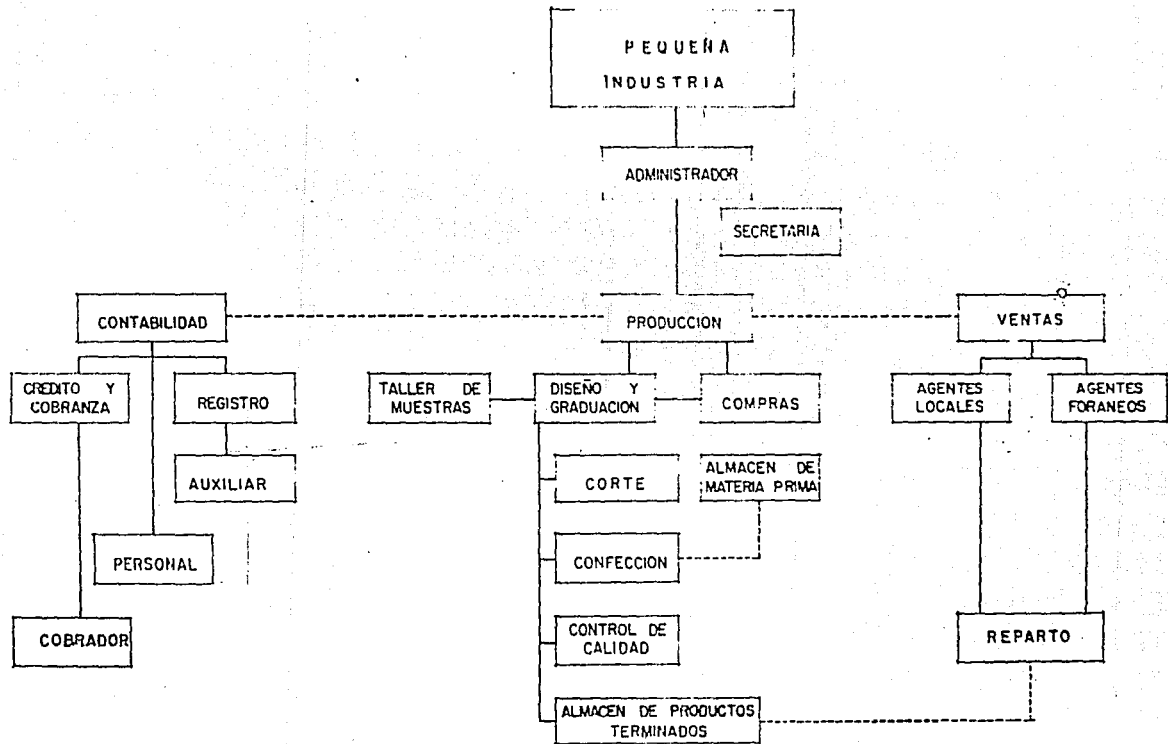 PEQUEÑA
INDUSTRIA
ADMINISTRADOR
SECRETARIA
CONTABILIDAD
PRODUCCION
VENTAS
CREDITO Y
COBRANZA
REGISTRO
TALLER DE
MUESTRAS
DISEÑO Y
GRADUACION
COMPRAS
AGENTES
LOCALES
AGENTES
FORANEOS
AUXILIAR
CORTE
ALMACEN DE
MATERIA PRIMA
PERSONAL
CONFECCION
COBRADOR
CONTROL DE
CALIDAD
REPARTO
ALMACEN DE PRODUCTOS
TERMINADOS